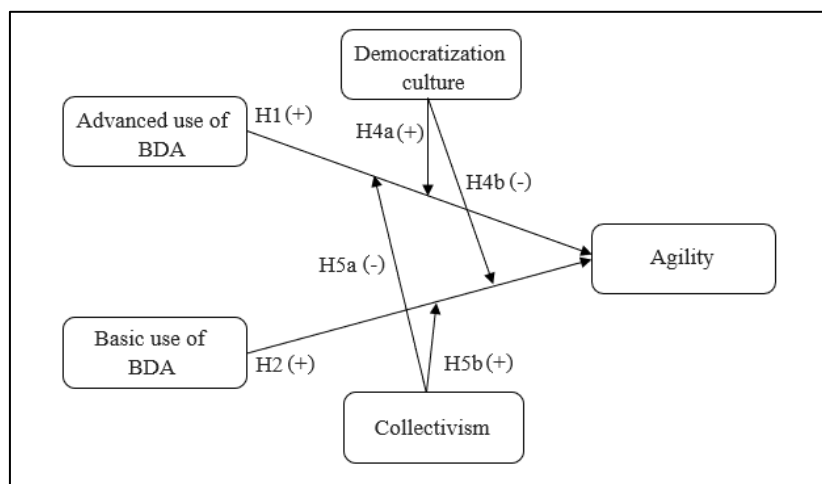 Democratization
culture
Advanced use of
BDA
H1 (+)
H4a (+)
H4b (-)
Agility
H5a (-)
Basic use of
BDA
H2 (+)
H5b (+)
Collectivism